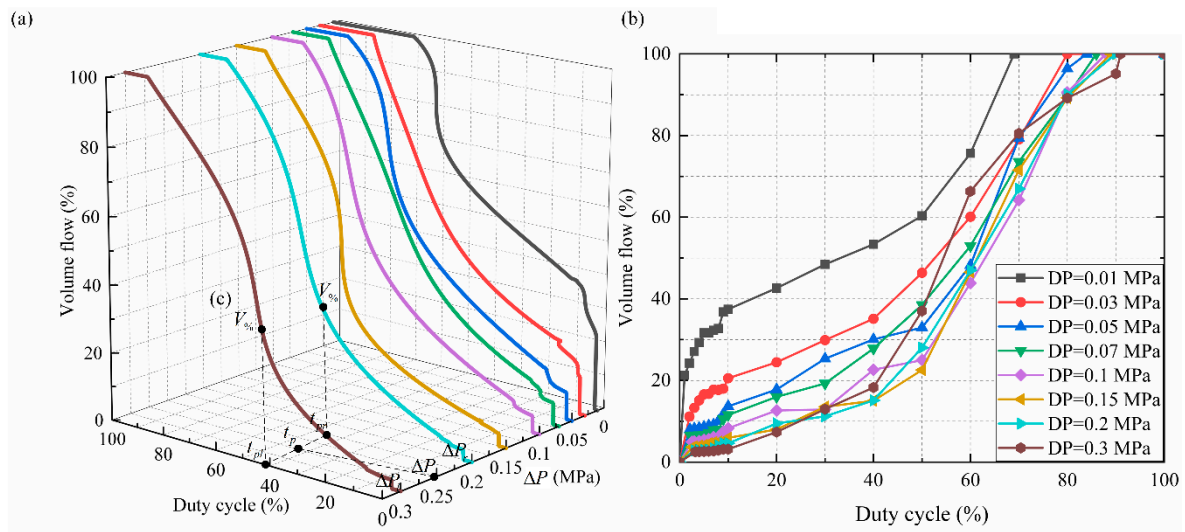 (a)
100
80
60
40
20
0
Volume flow (%)
(c)
V%
V%
tpr
tp
tpl
ΔPl
ΔP
100
80
60
40
20
0
Duty cycle (%)
0.3
0.25
0.2
0.15
0.1
0.05
0
ΔP (MPa)
(b)
100
80
60
40
20
0
Volume flow (%)
DP=0.01 MPa
DP=0.03 MPa
DP=0.05 MPa
DP=0.07 MPa
DP=0.1 MPa
DP=0.15 MPa
DP=0.2 MPa
DP=0.3 MPa
0
20
40
60
80
100
Duty cycle (%)